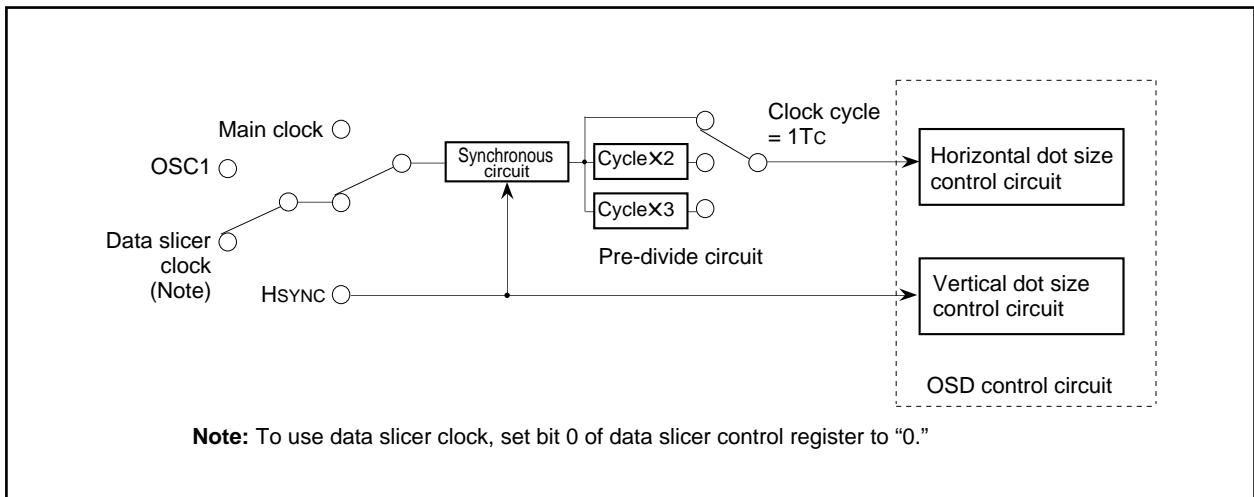 Main clock
OSC1
Data slicer
clock
(Note)
HSYNC
Synchronous
circuit
Cycle✕2
Cycle✕3
Pre-divide circuit
Clock cycle
= 1TC
Horizontal dot size
control circuit
Vertical dot size
control circuit
OSD control circuit
Note: To use data slicer clock, set bit 0 of data slicer control register to “0.”